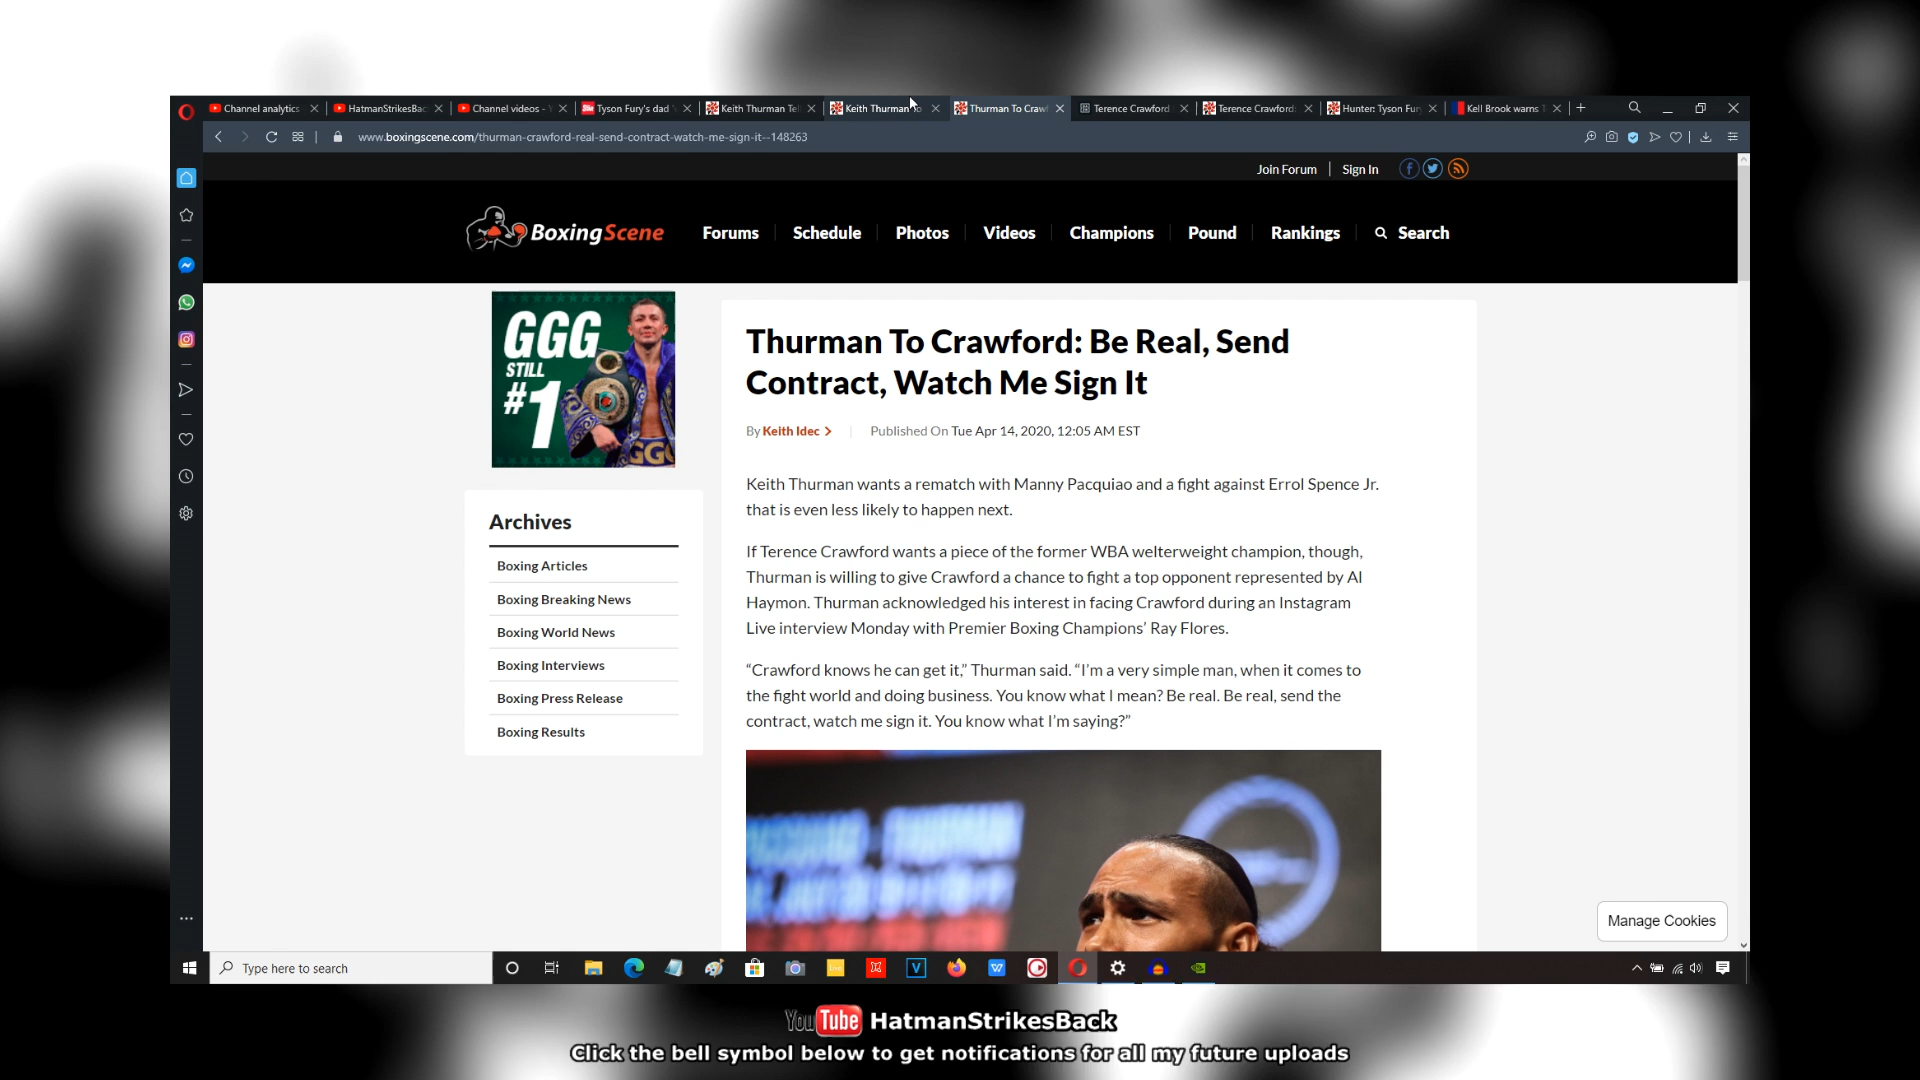 Channel analytics
HatmanStrikesBac
Channel videos - Y
Tyson Fury's dad
Keith Thurman Tel
Keith Thurman
Thurman To Crawf
Terence Crawford
Terence Crawford:
Hunter: Tyson Fur
Kell Brook warns T
www.boxingscene.com/thurman-crawford-real-send-contract-watch-me-sign-it--148263
Join Forum
Sign In
BoxingScene
Forums
Schedule
Photos
Videos
Champions
Pound
Rankings
Search
GGG
STILL
#1
GGG
Thurman To Crawford: Be Real, Send
Contract, Watch Me Sign It
By Keith Idec >
Published On Tue Apr 14, 2020, 12:05 AM EST
Keith Thurman wants a rematch with Manny Pacquiao and a fight against Errol Spence Jr.
that is even less likely to happen next.
If Terence Crawford wants a piece of the former WBA welterweight champion, though,
Thurman is willing to give Crawford a chance to fight a top opponent represented by Al
Haymon. Thurman acknowledged his interest in facing Crawford during an Instagram
Live interview Monday with Premier Boxing Champions’ Ray Flores.
“Crawford knows he can get it,” Thurman said. “I’m a very simple man, when it comes to
the fight world and doing business. You know what I mean? Be real. Be real, send the
contract, watch me sign it. You know what I’m saying?”
Archives
Boxing Articles
Boxing Breaking News
Boxing World News
Boxing Interviews
Boxing Press Release
Boxing Results
Manage Cookies
Type here to search
YouTube HatmanStrikesBack
Click the bell symbol below to get notifications for all my future uploads